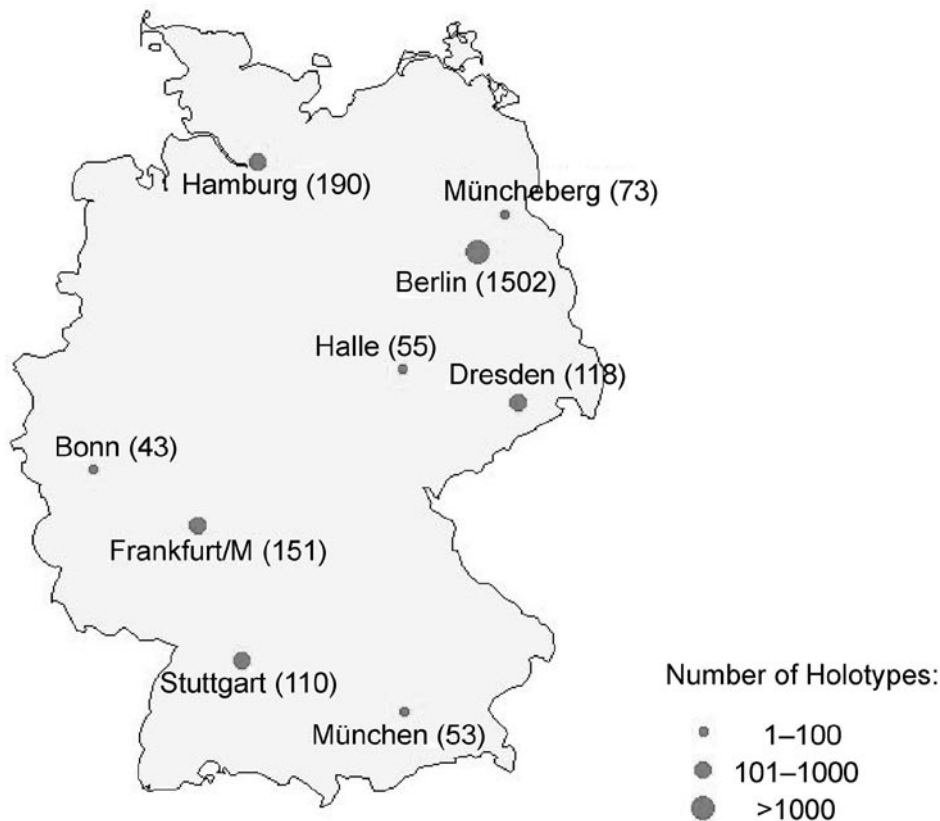 Hamburg (190)
Müncheberg (73)
Berlin (1502)
Halle (55)
Dresden (118)
Bonn (43)
Frankfurt/M (151)
Stuttgart (110)
München (53)
Number of Holotypes:
1–100
101–1000
>1000